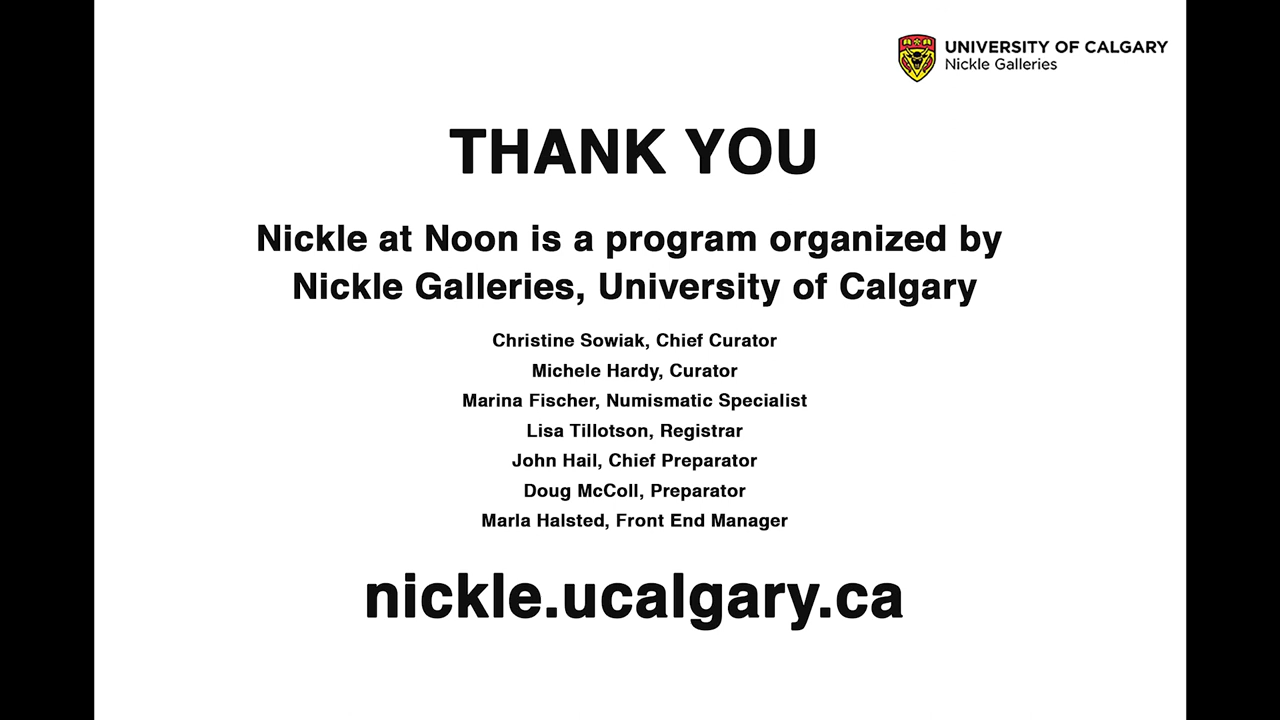 UNIVERSITY OF CALGARY
Nickle Galleries
THANK YOU
Nickle at Noon is a program organized by
Nickle Galleries, University of Calgary
Christine Sowiak, Chief Curator
Michele Hardy, Curator
Marina Fischer, Numismatic Specialist
Lisa Tillotson, Registrar
John Hail, Chief Preparator
Doug McColl, Preparator
Marla Halsted, Front End Manager
nickle.ucalgary.ca